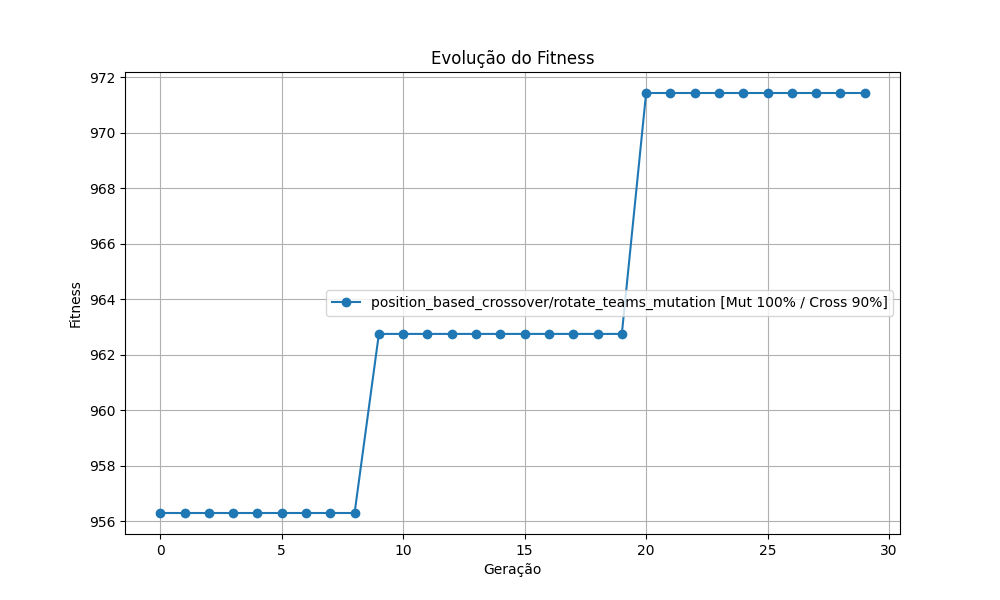 Evolução do Fitness
Fitness
972
970
968
966
964
962
960
958
956
position_based_crossover/rotate_teams_mutation [Mut 100% / Cross 90%]
0 5 10 15 20 25 30
Geração